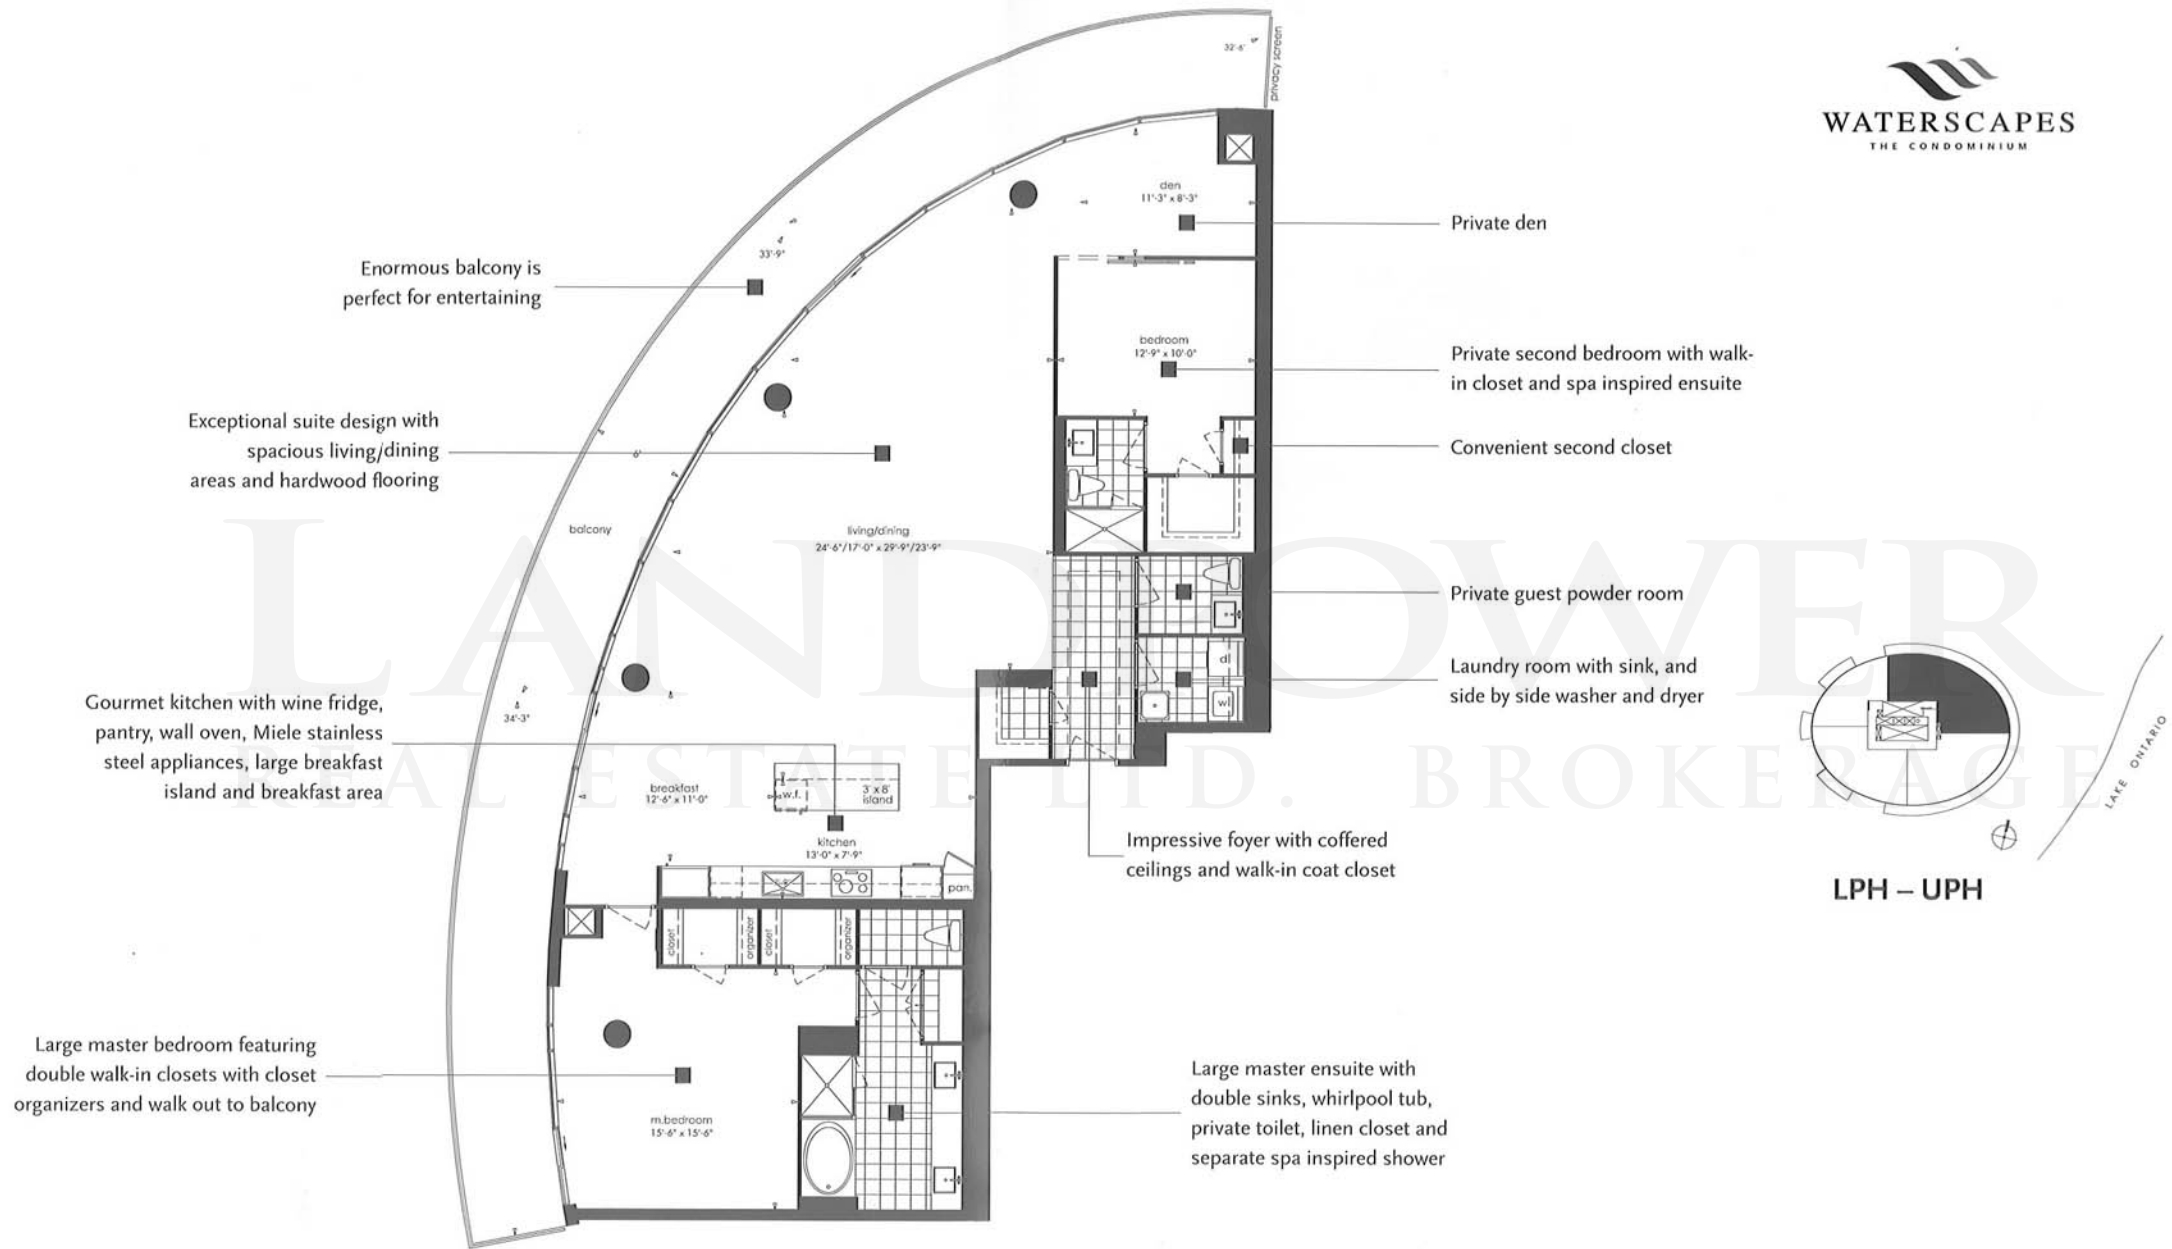 32'-6"
privacy screen
WATERSCAPES
THE CONDOMINIUM
den
11'-3" x 8'-3"
Private den
33'-9"
Enormous balcony is
perfect for entertaining
bedroom
12'-9" x 10'-0"
Private second bedroom with walk-
in closet and spa inspired ensuite
Exceptional suite design with
spacious living/dining
areas and hardwood flooring
6'
Convenient second closet
balcony
living/dining
24'-6"/17'-0" x 29'-9"/23'-9"
LANDPOWER
REAL ESTATE LTD. BROKERAGE
Private guest powder room
d
w
Laundry room with sink, and
side by side washer and dryer
34'-3"
Gourmet kitchen with wine fridge,
pantry, wall oven, Miele stainless
steel appliances, large breakfast
island and breakfast area
breakfast
12'-6" x 11'-0"
w.f.
3' x 8'
island
kitchen
13'-0" x 7'-9"
pan.
Impressive foyer with coffered
ceilings and walk-in coat closet
LAKE ONTARIO
LPH – UPH
closet
organizer
closet
organizer
Large master bedroom featuring
double walk-in closets with closet
organizers and walk out to balcony
m.bedroom
15'-6" x 15'-6"
Large master ensuite with
double sinks, whirlpool tub,
private toilet, linen closet and
separate spa inspired shower